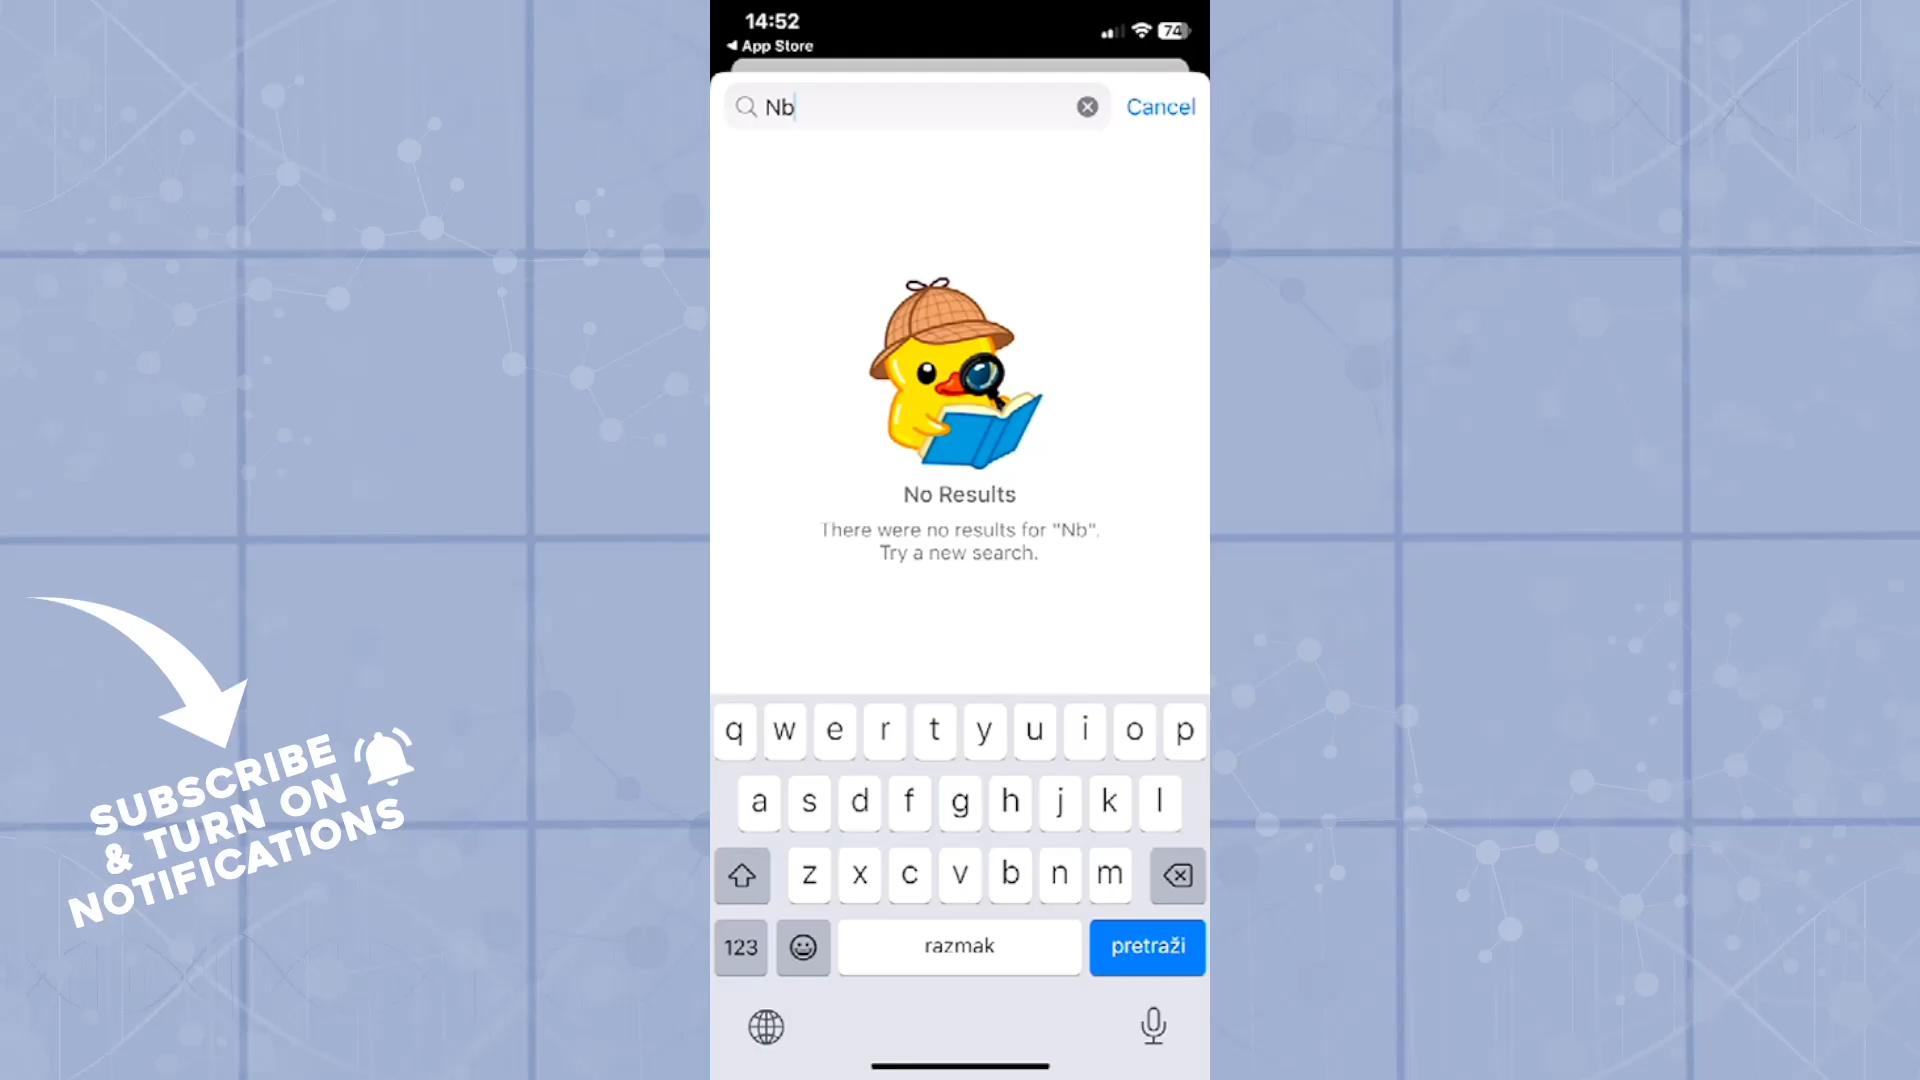 14:52
74
◀ App Store
Nb
Cancel
No Results
There were no results for "Nb".
Try a new search.
q w e r t y u i o p
a s d f g h j k l
z x c v b n m
123
razmak
pretraži
SUBSCRIBE
& TURN ON
NOTIFICATIONS